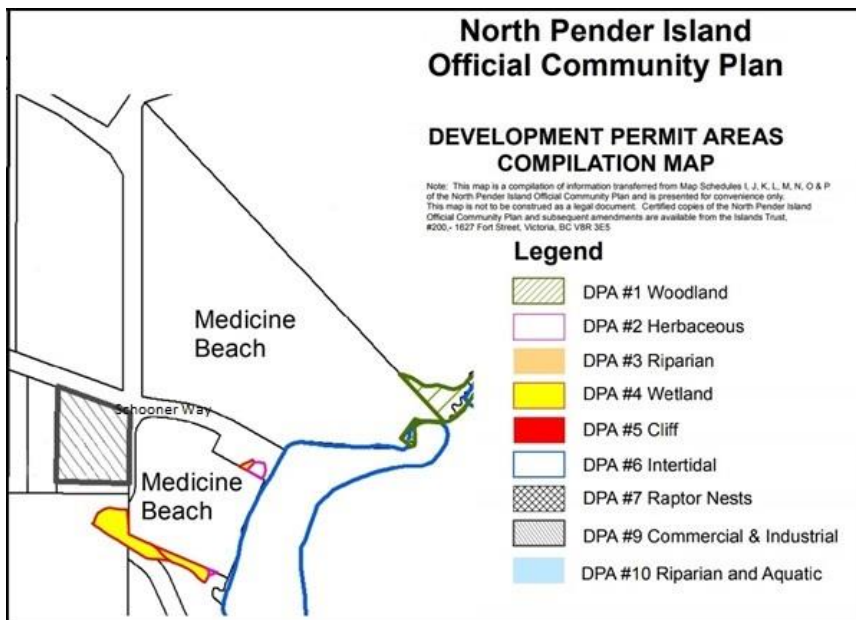 North Pender Island
Official Community Plan
DEVELOPMENT PERMIT AREAS
COMPILATION MAP
Note: This map is a compilation of information transferred from Map Schedules I, J, K, L, M, N, O & P
of the North Pender Island Official Community Plan and is presented for convenience only.
This map is not to be construed as a legal document. Certified copies of the North Pender Island
Official Community Plan and subsequent amendments are available from the Islands Trust,
#200,- 1627 Fort Street, Victoria, BC V8R 3E5
Legend
DPA #1 Woodland
DPA #2 Herbaceous
DPA #3 Riparian
DPA #4 Wetland
DPA #5 Cliff
DPA #6 Intertidal
DPA #7 Raptor Nests
DPA #9 Commercial & Industrial
DPA #10 Riparian and Aquatic
Medicine
Beach
Schooner Way
Medicine
Beach